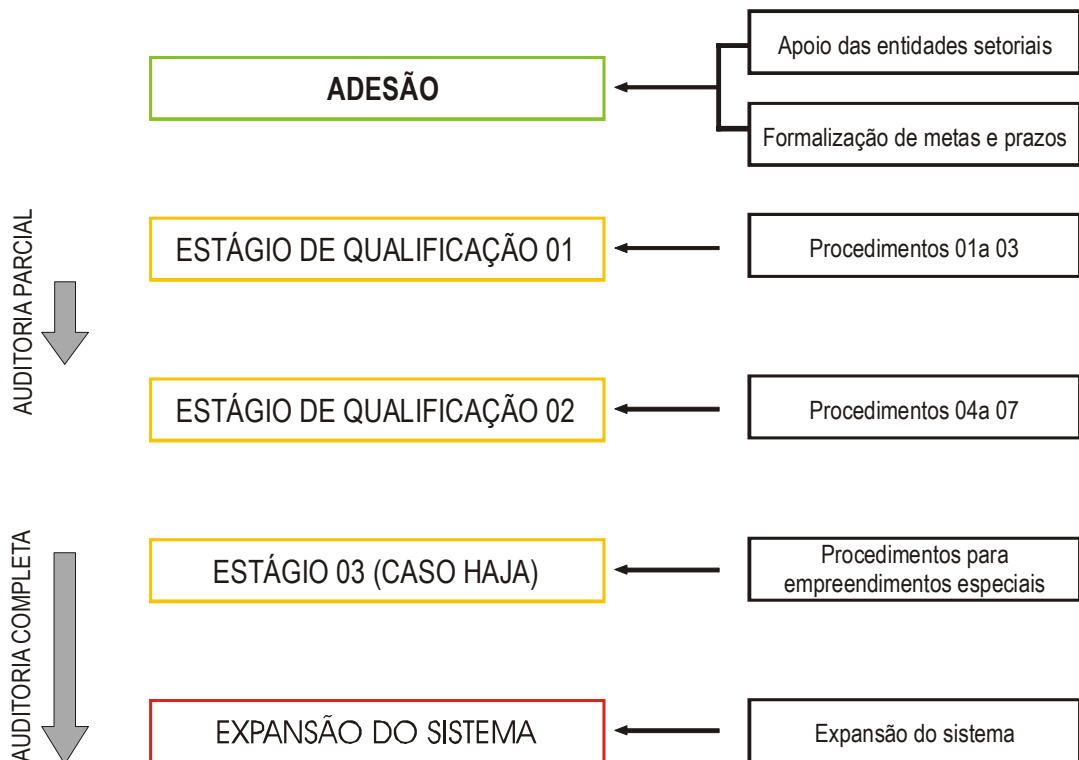 ADESÃO
Apoio das entidades setoriais
Formalização de metas e prazos
AUDITORIA PARCIAL
ESTÁGIO DE QUALIFICAÇÃO 01
Procedimentos 01a 03
ESTÁGIO DE QUALIFICAÇÃO 02
Procedimentos 04a 07
AUDITORIA COMPLETA
ESTÁGIO 03 (CASO HAJA)
Procedimentos para
empreendimentos especiais
EXPANSÃO DO SISTEMA
Expansão do sistema